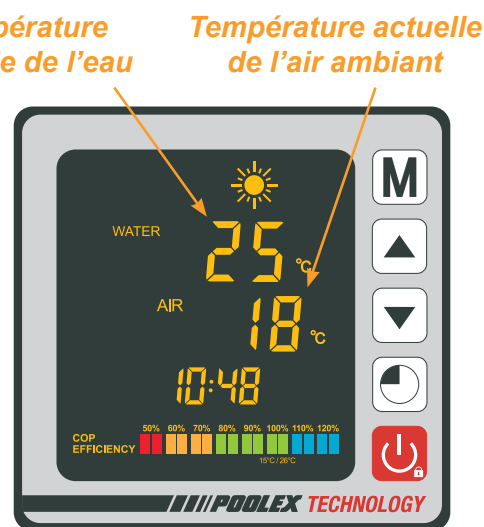 pérature
e de l'eau
Température actuelle
de l'air ambiant
M
WATER
25 °C
AIR
18 °C
10:48
50% 60% 70% 80% 90% 100% 110% 120%
COP
EFFICIENCY
15°C / 26°C
POOLEX TECHNOLOGY